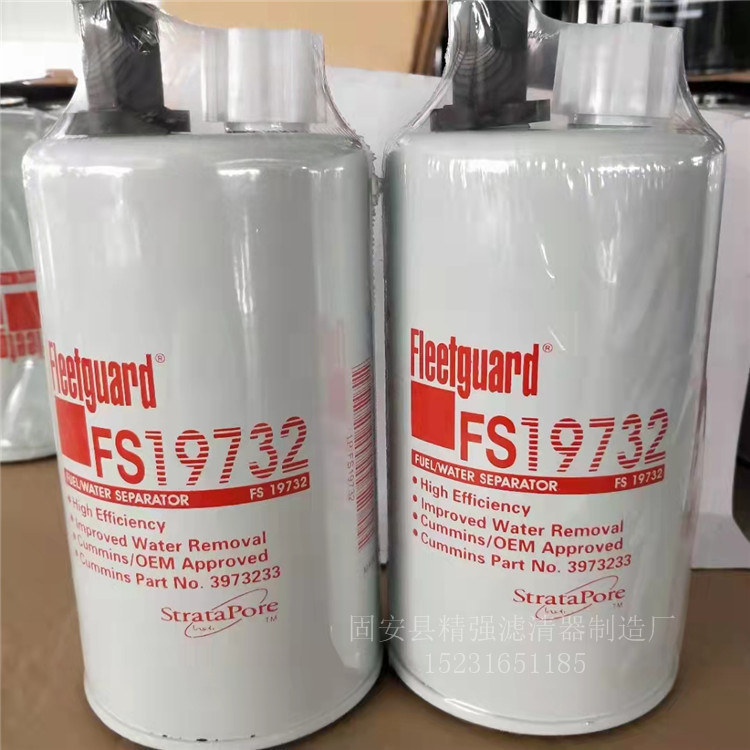 Fleetguard®
FS19732
FUEL/WATER SEPARATOR FS 19732
• High Efficiency
• Improved Water Removal
• Cummins/OEM Approved
• Cummins Part No. 3973233
StrataPore
TM
Fleetguard®
FS19732
FUEL/WATER SEPARATOR FS 19732
• High Efficiency
• Improved Water Removal
• Cummins/OEM Approved
• Cummins Part No. 3973233
StrataPore
TM
固安县精强滤清器制造厂
15231651185